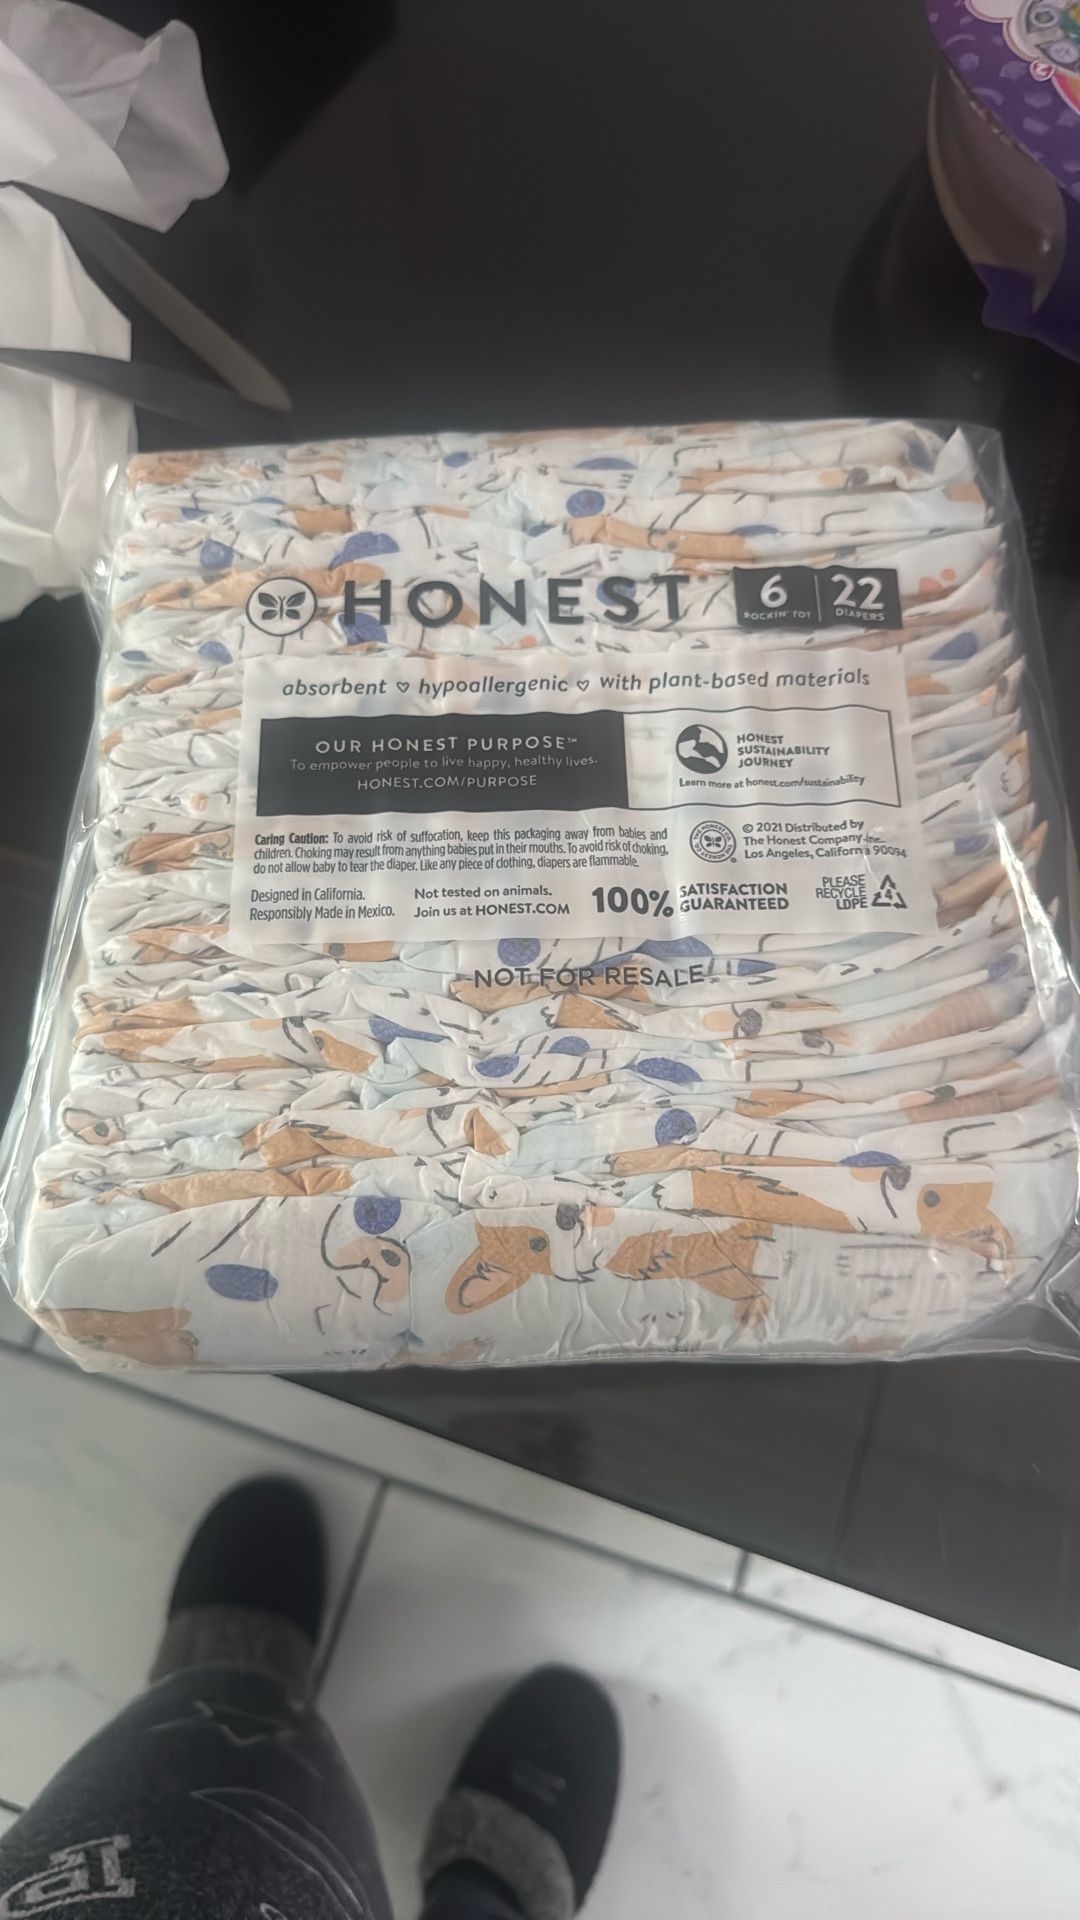 HONEST
6 22
ROCKIN' TOY DIAPERS
absorbent ♡ hypoallergenic ♡ with plant-based materials
OUR HONEST PURPOSE™
To empower people to live happy, healthy lives.
HONEST.COM/PURPOSE
HONEST
SUSTAINABILITY
JOURNEY
Learn more at honest.com/sustainability
Caring Caution: To avoid risk of suffocation, keep this packaging away from babies and
children. Choking may result from anything babies put in their mouths. To avoid risk of choking,
do not allow baby to tear the diaper. Like any piece of clothing, diapers are flammable.
© 2021 Distributed by
The Honest Company, Inc.
Los Angeles, California 90094
Designed in California.
Responsibly Made in Mexico.
Not tested on animals.
Join us at HONEST.COM
100% SATISFACTION
GUARANTEED
PLEASE
RECYCLE
LDPE
4
NOT FOR RESALE